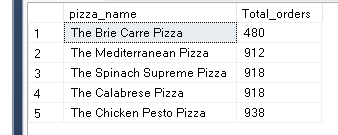 pizza_name Total_orders
1 The Brie Carre Pizza 480
2 The Mediterranean Pizza 912
3 The Spinach Supreme Pizza 918
4 The Calabrese Pizza 918
5 The Chicken Pesto Pizza 938